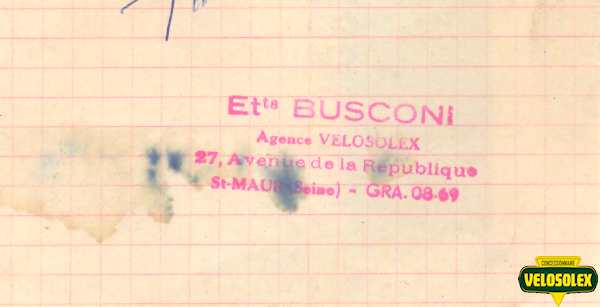 Etts BUSCONI
Agence VELOSOLEX
27, Avenue de la Republique
St-MAUR (Seine) - GRA. 08-69
CONCESSIONNAIRE
VELOSOLEX